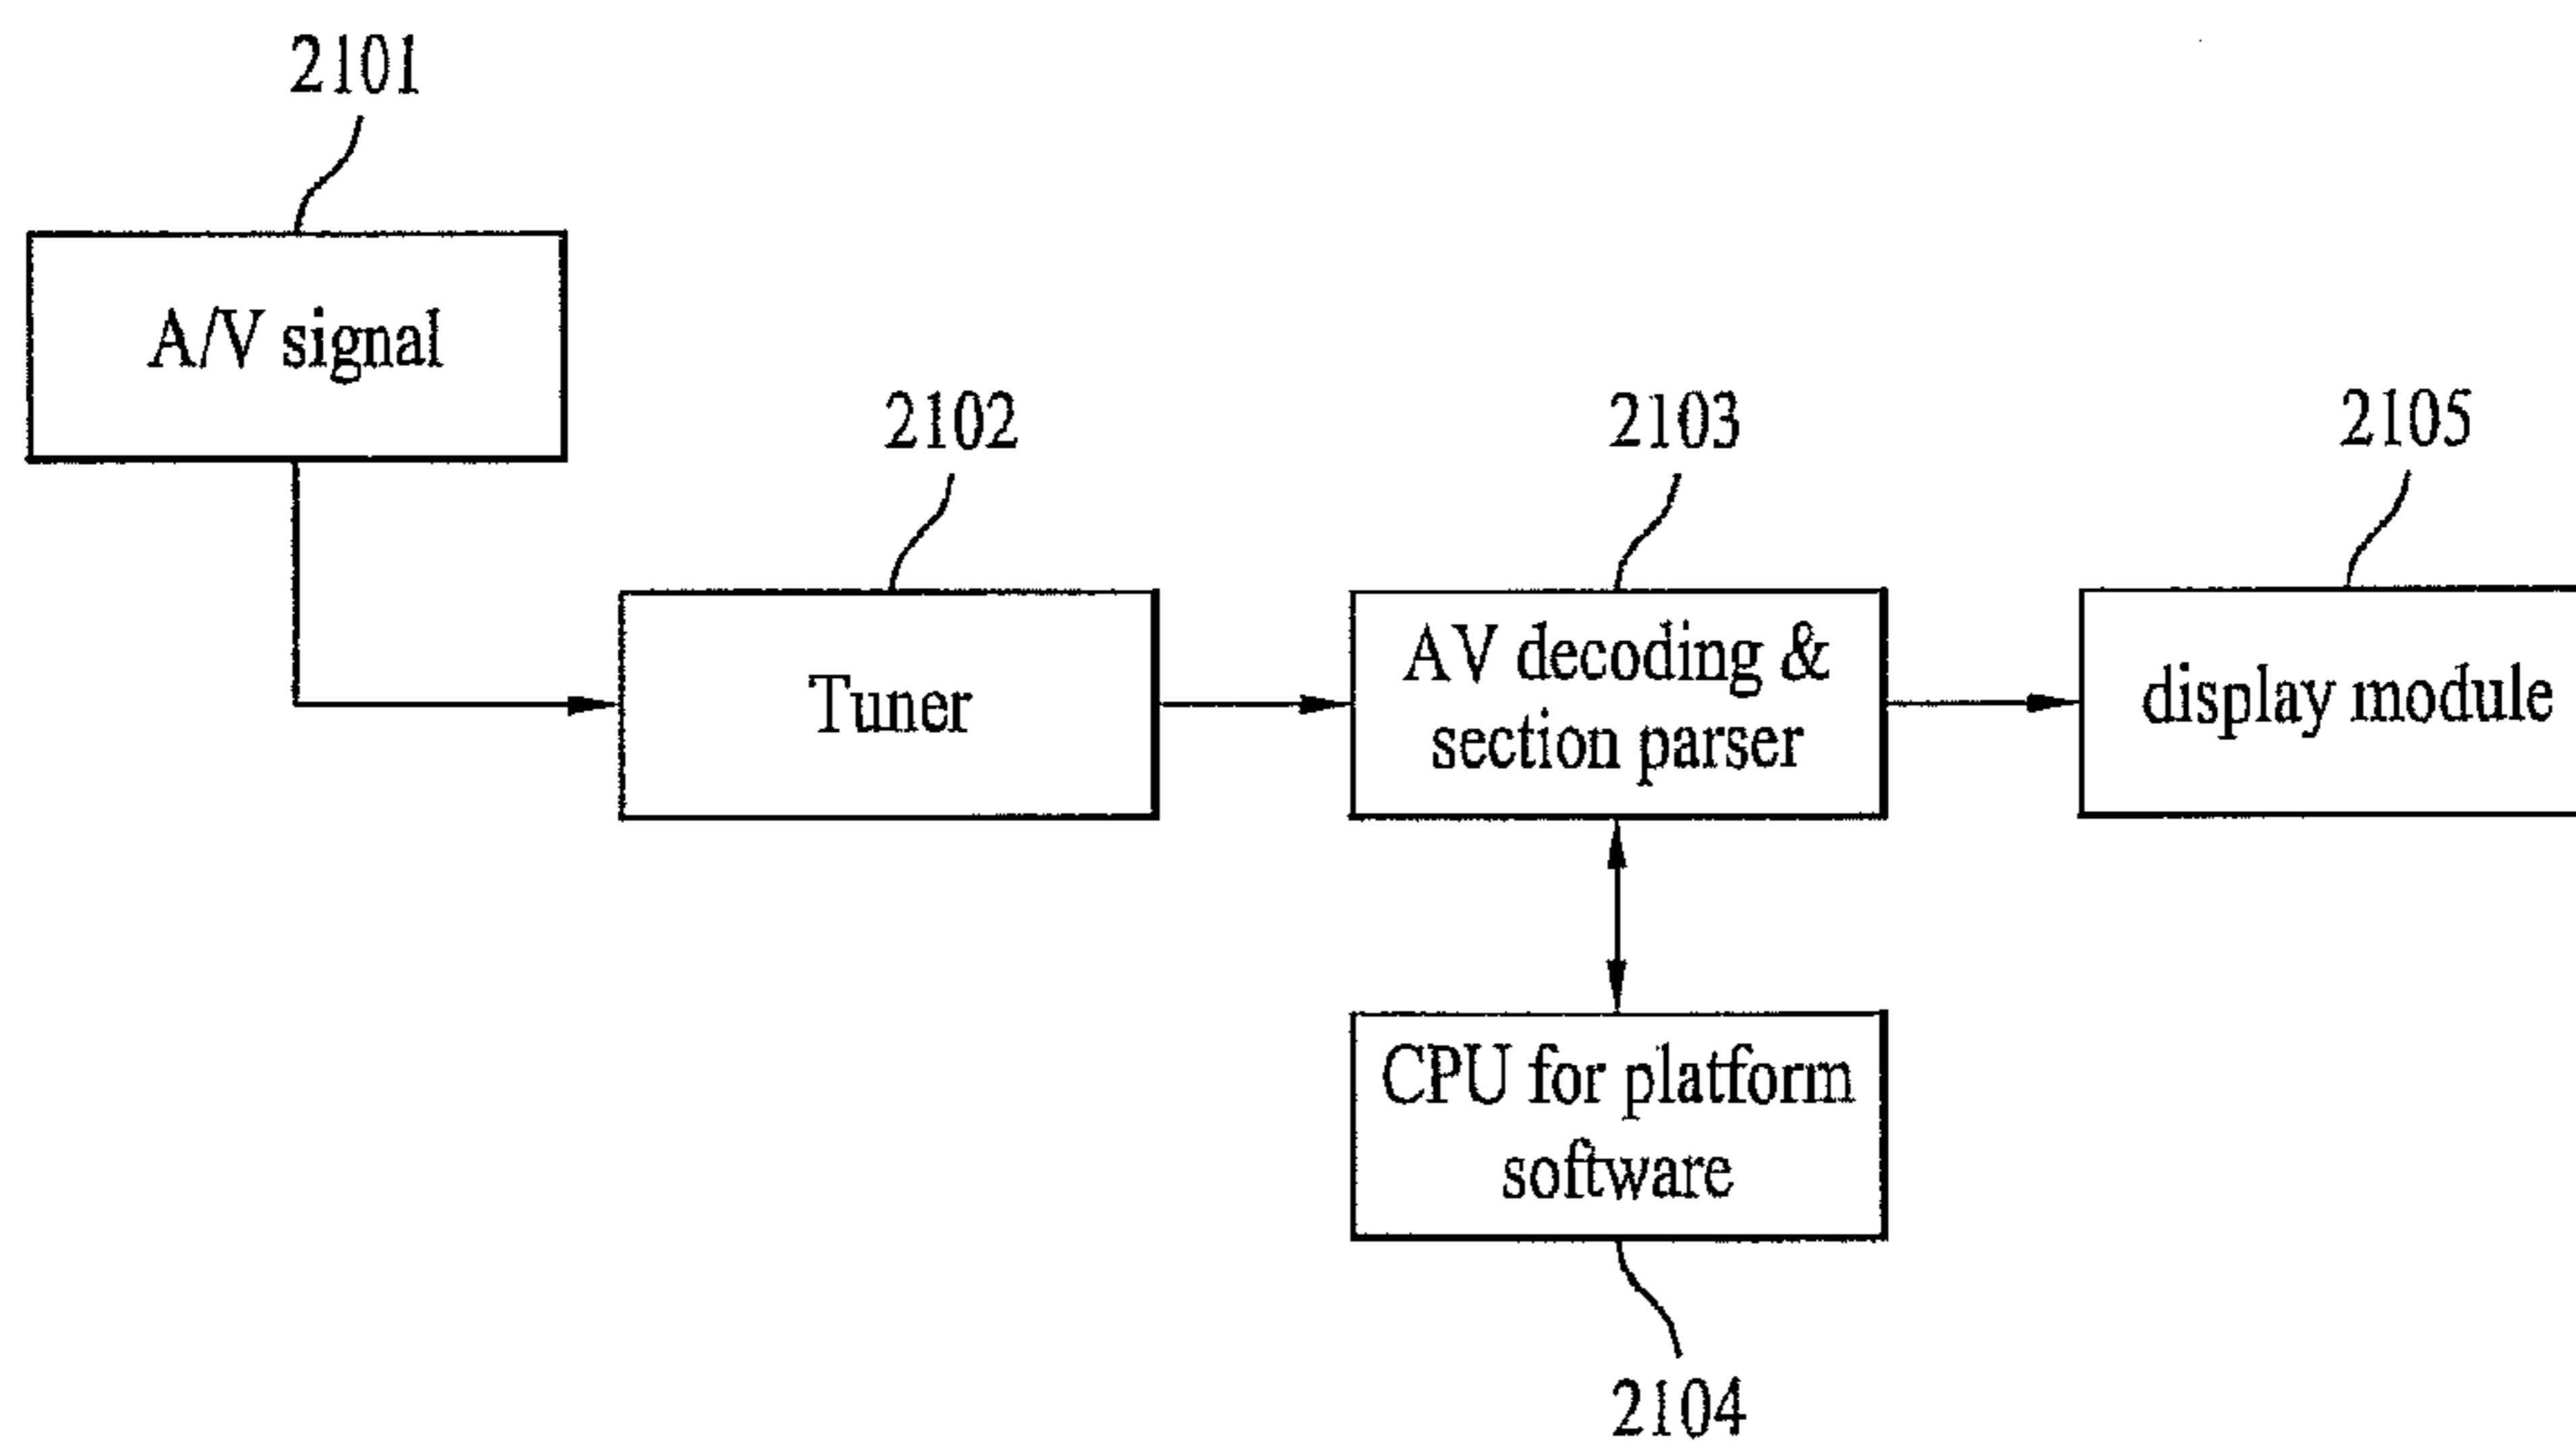 2101
A/V signal
2102
Tuner
2103
AV decoding &
section parser
2105
display module
CPU for platform
software
2104